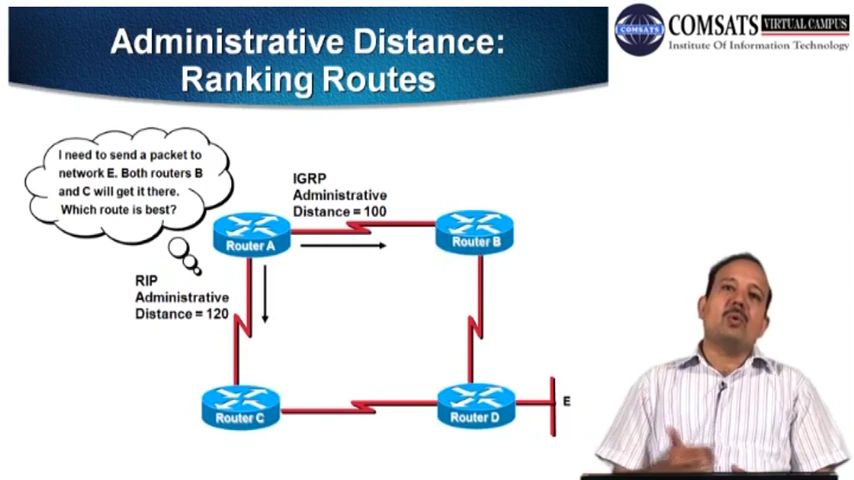 Administrative Distance:
Ranking Routes
COMSATS
COMSATS VIRTUAL CAMPUS
Institute Of Information Technology
I need to send a packet to
network E. Both routers B
and C will get it there.
Which route is best?
IGRP
Administrative
Distance = 100
Router A
Router B
RIP
Administrative
Distance = 120
Router C
Router D
E